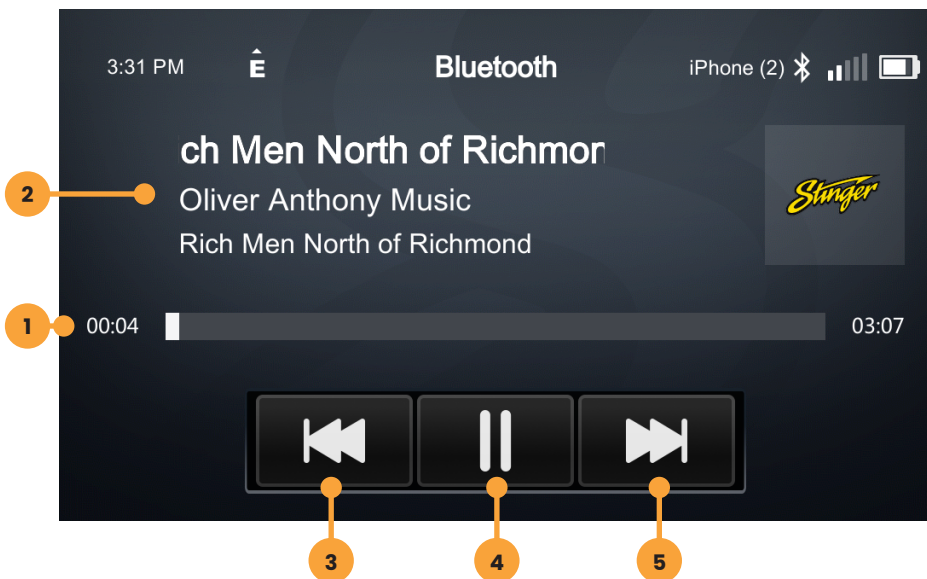 3:31 PM E Bluetooth iPhone (2)
ch Men North of Richmon
2
Oliver Anthony Music
Stinger
Rich Men North of Richmond
1 00:04 03:07
3 4 5